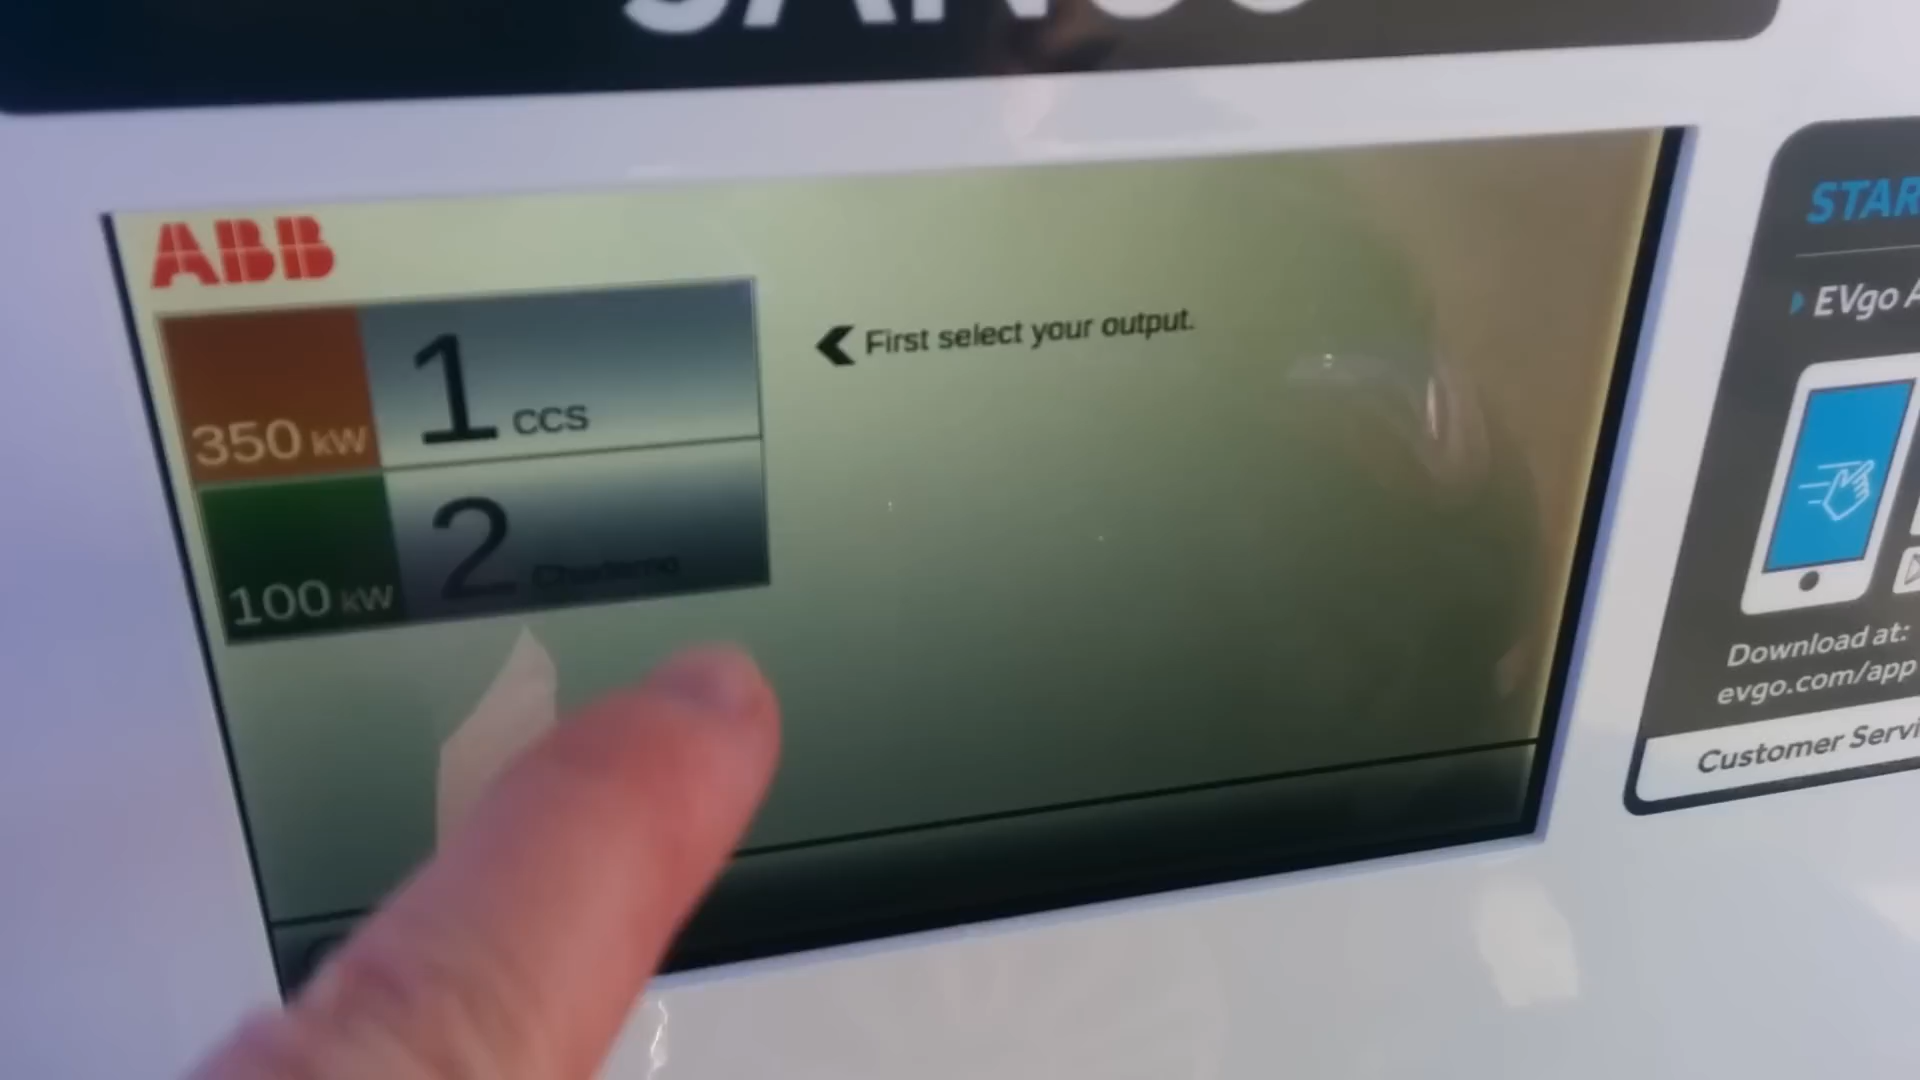 ABB
350 kW
1 CCS
First select your output.
100 kW
2
STAR
EVgo A
Download at:
evgo.com/app
Customer Servi